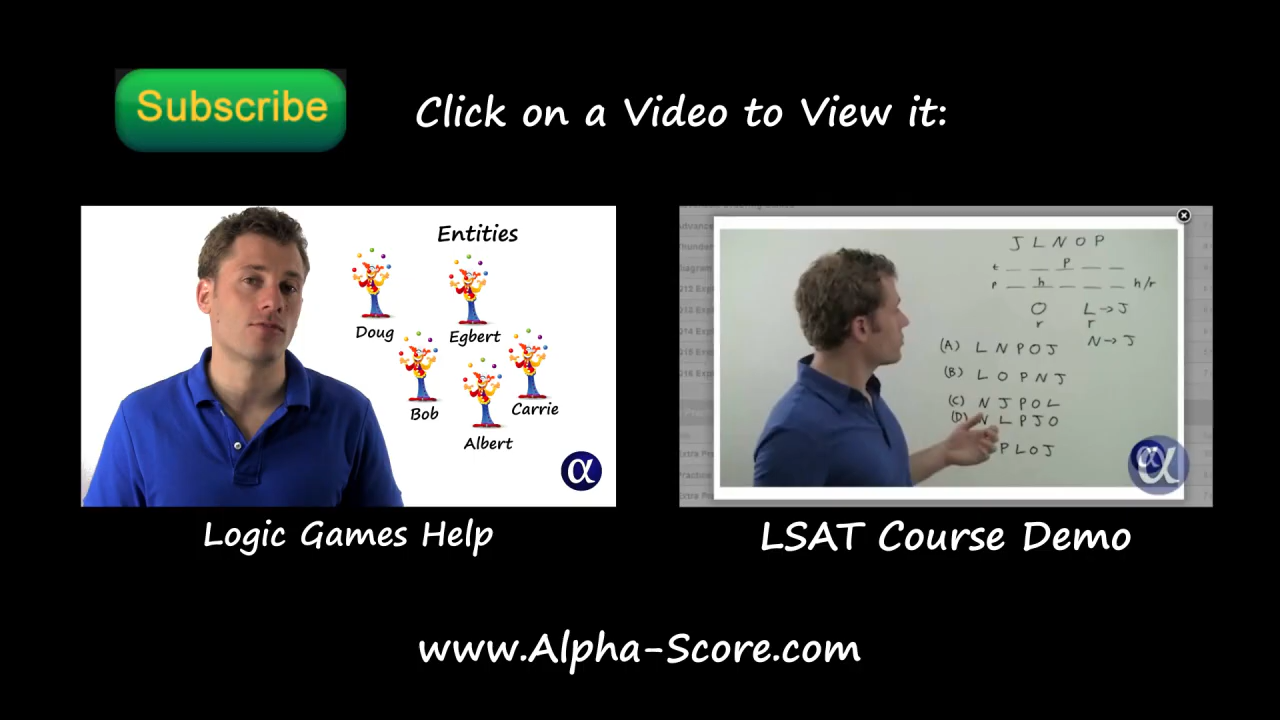 Subscribe
Click on a Video to View it:
Entities
Doug
Egbert
Bob
Carrie
Albert
α
J L N O P
t _ _ P _ _
p _ h _ _ _ h/r
O L → J
r r
N → J
(A) L N P O J
(B) L O P N J
(C) N J P O L
(D) N L P J O
P L O J
α
Logic Games Help
LSAT Course Demo
www.Alpha-Score.com